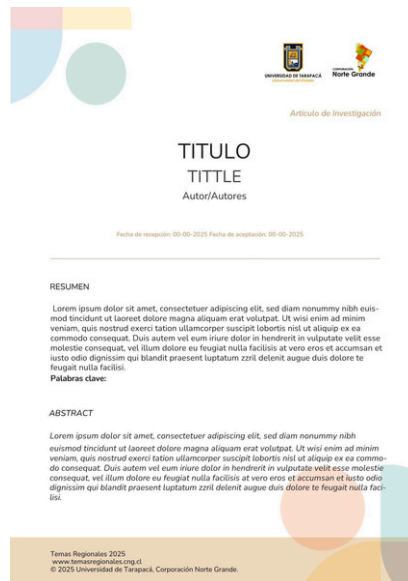 UNIVERSIDAD DE TARAPACÁ
CORPORACIÓN
Norte Grande
Artículo de Investigación
TITULO
TITTLE
Autor/Autores
Fecha de recepción: 00-00-2025 Fecha de aceptación: 00-00-2025
RESUMEN
Lorem ipsum dolor sit amet, consectetuer adipiscing elit, sed diam nonummy nibh euis-
mod tincidunt ut laoreet dolore magna aliquam erat volutpat. Ut wisi enim ad minim
veniam, quis nostrud exerci tation ullamcorper suscipit lobortis nisl ut aliquip ex ea
commodo consequat. Duis autem vel eum iriure dolor in hendrerit in vulputate velit esse
molestie consequat, vel illum dolore eu feugiat nulla facilisis at vero eros et accumsan et
iusto odio dignissim qui blandit praesent luptatum zzril delenit augue duis dolore te
feugait nulla facilisi.
Palabras clave:
ABSTRACT
Lorem ipsum dolor sit amet, consectetuer adipiscing elit, sed diam nonummy nibh
euismod tincidunt ut laoreet dolore magna aliquam erat volutpat. Ut wisi enim ad minim
veniam, quis nostrud exerci tation ullamcorper suscipit lobortis nisl ut aliquip ex ea commo-
do consequat. Duis autem vel eum iriure dolor in hendrerit in vulputate velit esse molestie
consequat, vel illum dolore eu feugiat nulla facilisis at vero eros et accumsan et iusto odio
dignissim qui blandit praesent luptatum zzril delenit augue duis dolore te feugait nulla faci-
lisi.
Temas Regionales 2025
www.temasregionales.cng.cl
© 2025 Universidad de Tarapacá, Corporación Norte Grande.